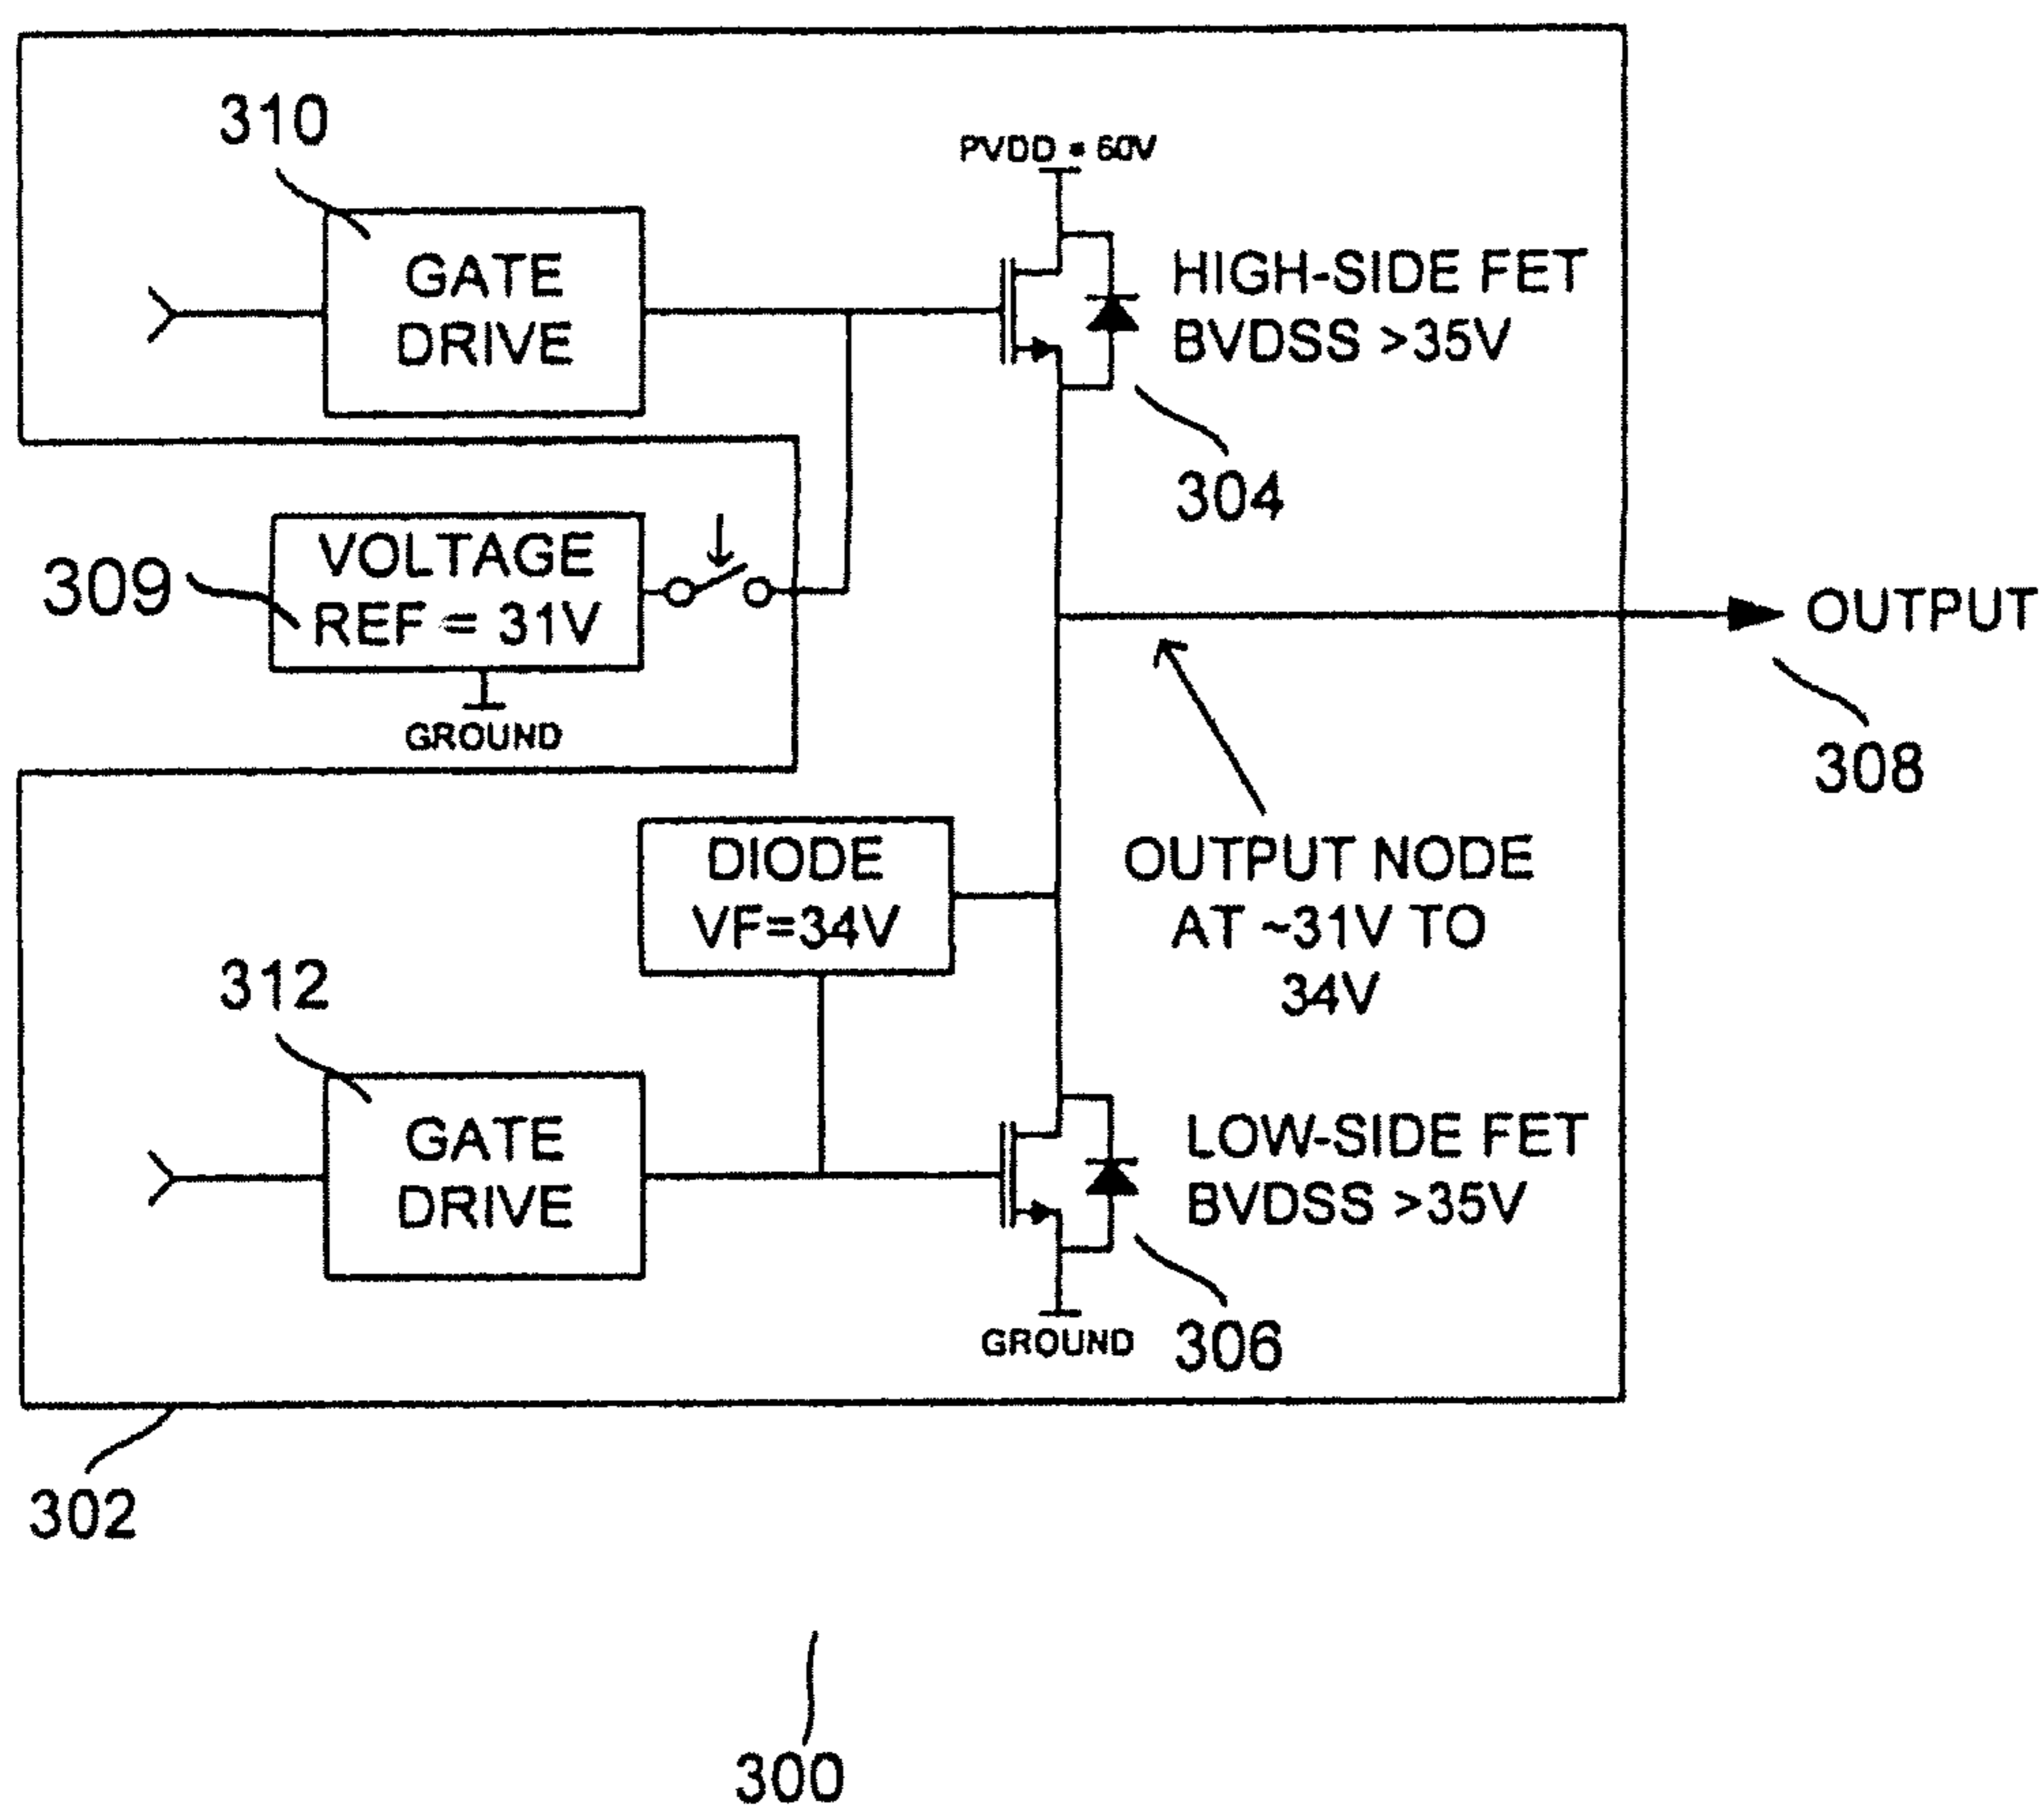 310
PVDD = 60V
GATE
DRIVE
HIGH-SIDE FET
BVDSS >35V
304
309
VOLTAGE
REF = 31V
GROUND
OUTPUT
308
DIODE
VF=34V
OUTPUT NODE
AT ~31V TO
34V
312
GATE
DRIVE
LOW-SIDE FET
BVDSS >35V
GROUND
306
302
300